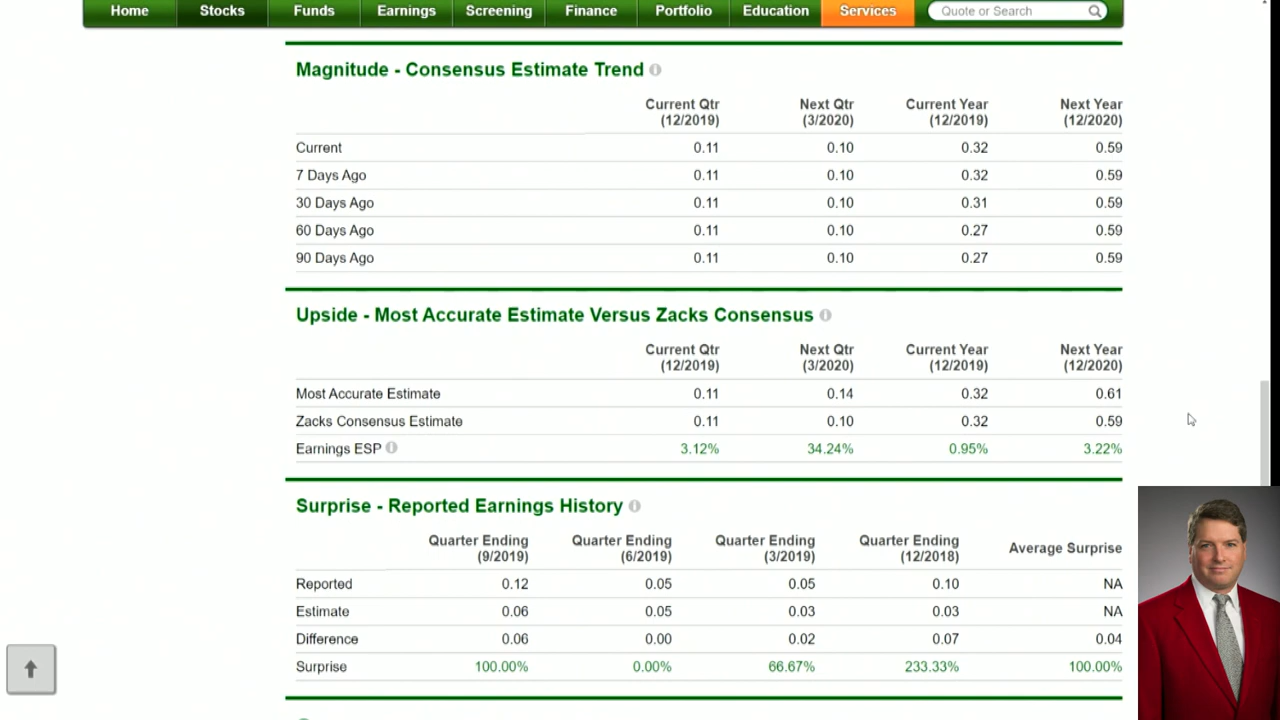 Home Stocks Funds Earnings Screening Finance Portfolio Education Services Quote or Search
Magnitude - Consensus Estimate Trend
Current Qtr (12/2019) Next Qtr (3/2020) Current Year (12/2019) Next Year (12/2020)
Current 0.11 0.10 0.32 0.59
7 Days Ago 0.11 0.10 0.32 0.59
30 Days Ago 0.11 0.10 0.31 0.59
60 Days Ago 0.11 0.10 0.27 0.59
90 Days Ago 0.11 0.10 0.27 0.59
Upside - Most Accurate Estimate Versus Zacks Consensus
Current Qtr (12/2019) Next Qtr (3/2020) Current Year (12/2019) Next Year (12/2020)
Most Accurate Estimate 0.11 0.14 0.32 0.61
Zacks Consensus Estimate 0.11 0.10 0.32 0.59
Earnings ESP 3.12% 34.24% 0.95% 3.22%
Surprise - Reported Earnings History
Quarter Ending (9/2019) Quarter Ending (6/2019) Quarter Ending (3/2019) Quarter Ending (12/2018) Average Surprise
Reported 0.12 0.05 0.05 0.10 NA
Estimate 0.06 0.05 0.03 0.03 NA
Difference 0.06 0.00 0.02 0.07 0.04
Surprise 100.00% 0.00% 66.67% 233.33% 100.00%